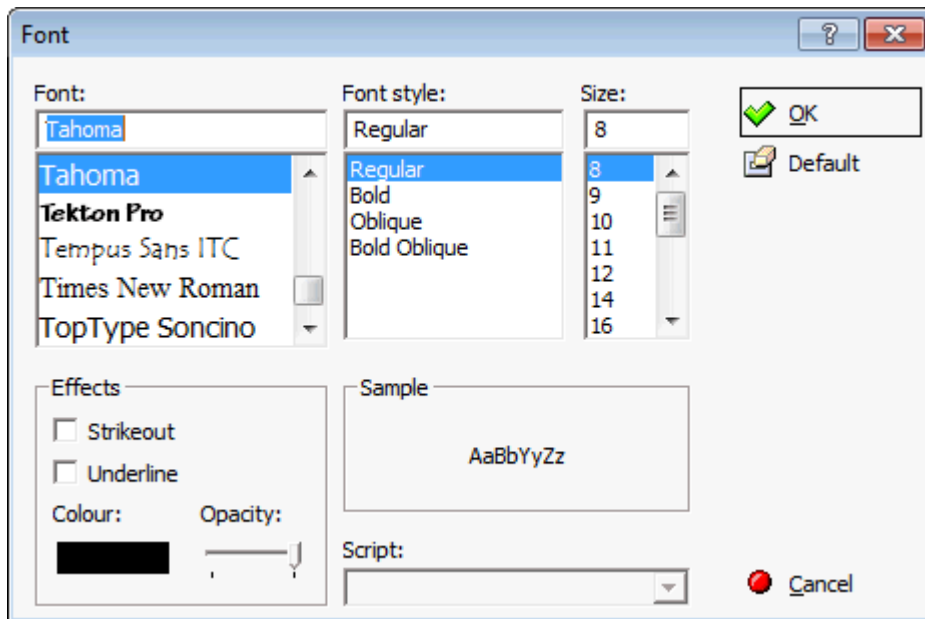 Font
Font:
Tahoma
Tahoma
Tekton Pro
Tempus Sans ITC
Times New Roman
TopType Soncino
Font style:
Regular
Regular
Bold
Oblique
Bold Oblique
Size:
8
8
9
10
11
12
14
16
OK
Default
Effects
Strikeout
Underline
Colour:
Opacity:
Sample
AaBbYyZz
Script:
Cancel